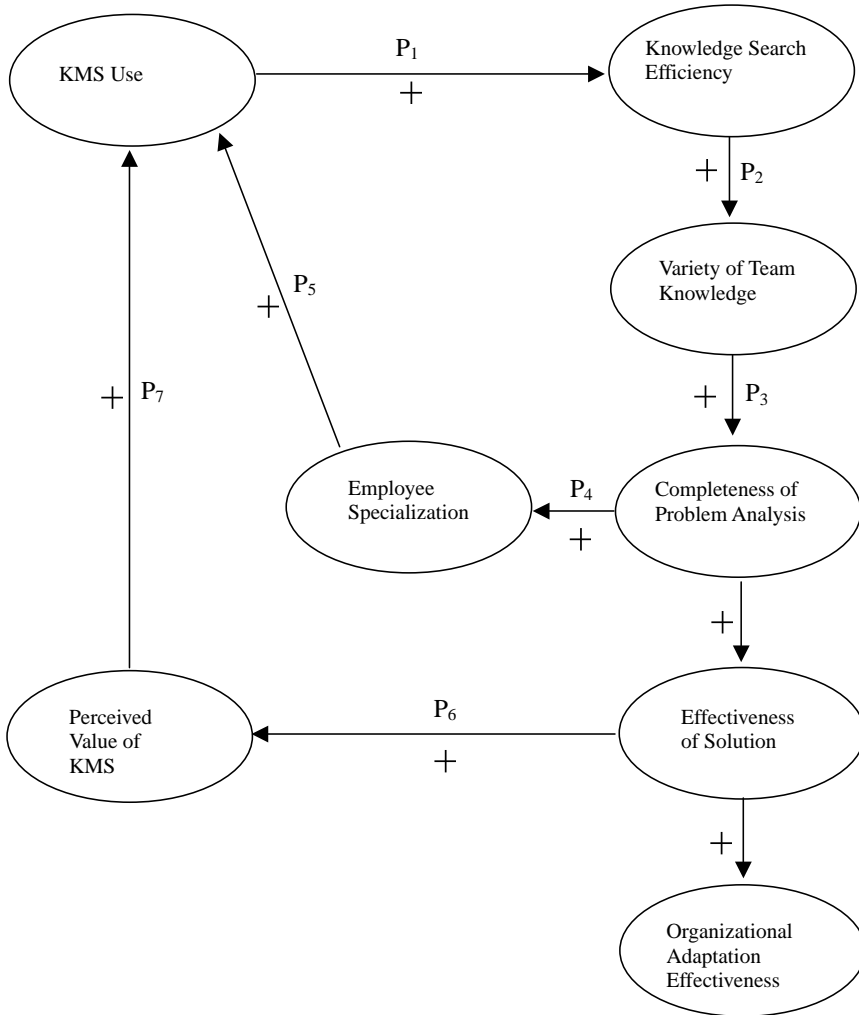 KMS Use
P₁
+
Knowledge Search
Efficiency
+
P₂
Variety of Team
Knowledge
P₅
+
+
P₇
+
P₃
Employee
Specialization
P₄
+
Completeness of
Problem Analysis
+
Perceived
Value of
KMS
P₆
+
Effectiveness
of Solution
+
Organizational
Adaptation
Effectiveness